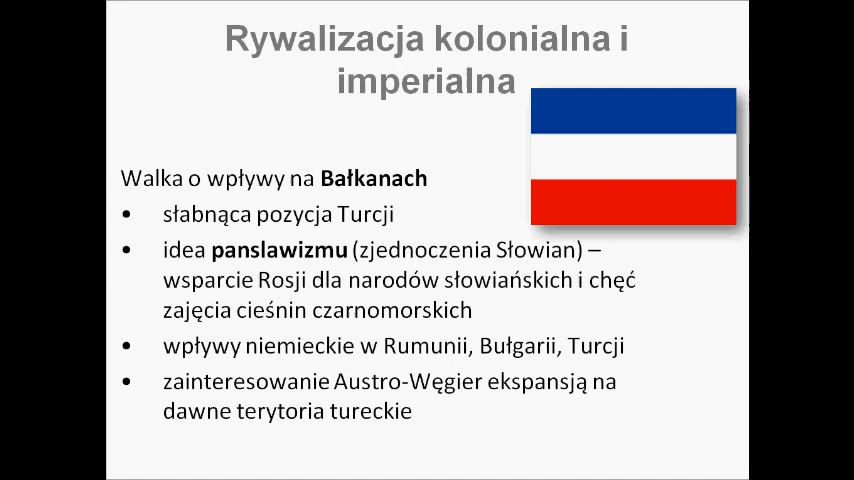 Rywalizacja kolonialna i
imperialna
Walka o wpływy na Bałkanach
• słabnąca pozycja Turcji
• idea panslawizmu (zjednoczenia Słowian) –
wsparcie Rosji dla narodów słowiańskich i chęć
zajęcia cieśnin czarnomorskich
• wpływy niemieckie w Rumunii, Bułgarii, Turcji
• zainteresowanie Austro-Węgier ekspansją na
dawne terytoria tureckie